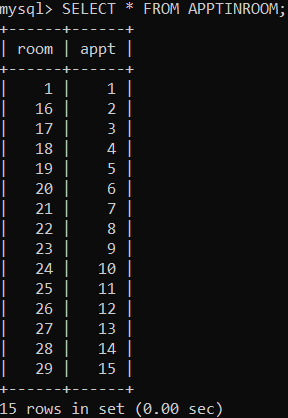 mysql> SELECT * FROM APPTINROOM;
+------+------+
| room | appt |
+------+------+
|    1 |    1 |
|   16 |    2 |
|   17 |    3 |
|   18 |    4 |
|   19 |    5 |
|   20 |    6 |
|   21 |    7 |
|   22 |    8 |
|   23 |    9 |
|   24 |   10 |
|   25 |   11 |
|   26 |   12 |
|   27 |   13 |
|   28 |   14 |
|   29 |   15 |
+------+------+
15 rows in set (0.00 sec)